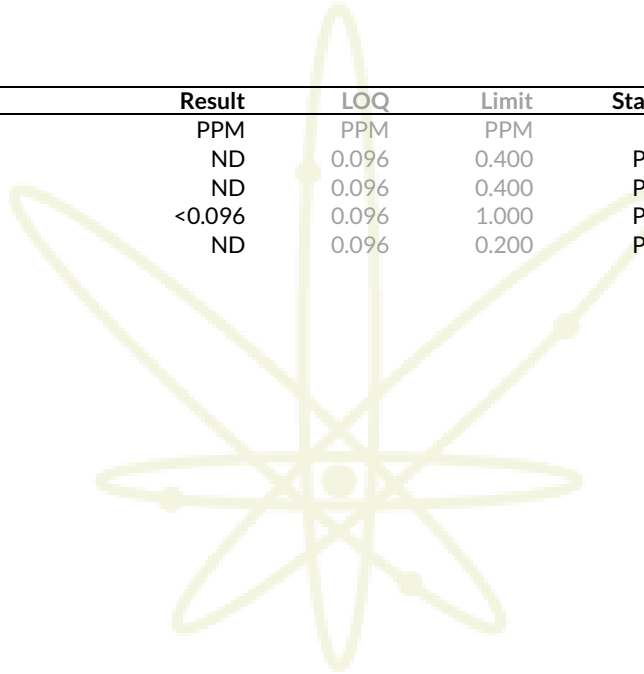 Result LOQ Limit Sta
PPM PPM PPM
ND 0.096 0.400 P
ND 0.096 0.400 P
<0.096 0.096 1.000 P
ND 0.096 0.200 P